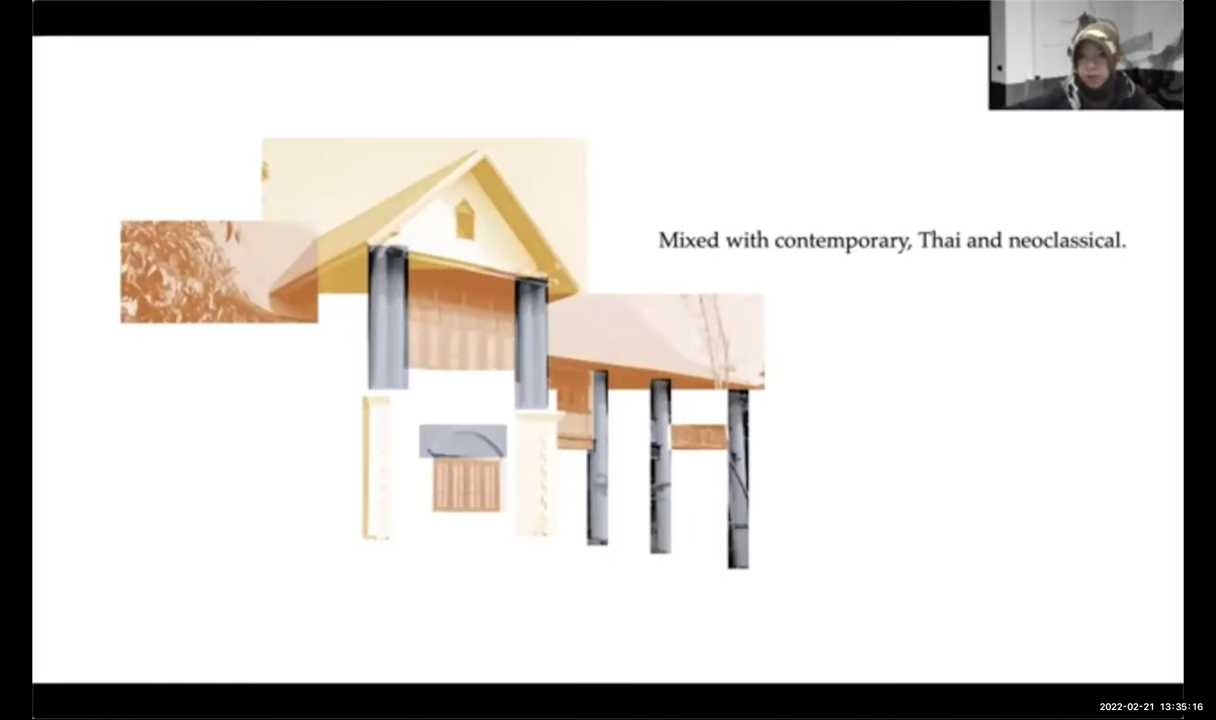 Mixed with contemporary, Thai and neoclassical.
2022-02-21 13:35:16